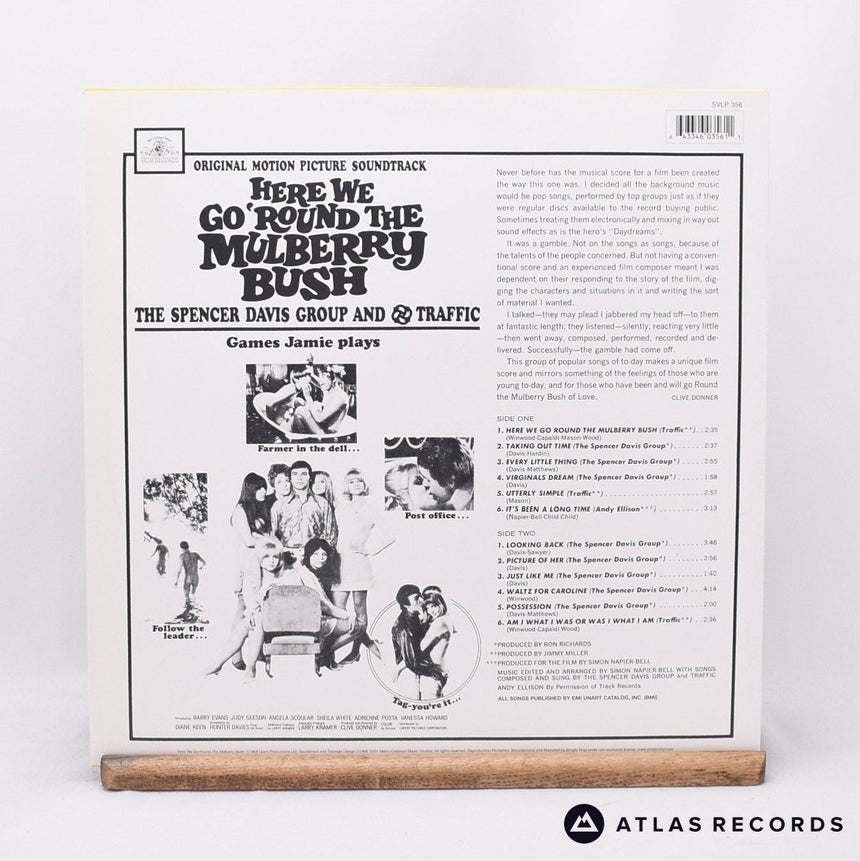 SVLP 356
6 43346 03561 1
MGM RECORDS
ORIGINAL MOTION PICTURE SOUNDTRACK
HERE WE
GO 'ROUND THE
MULBERRY
BUSH
THE SPENCER DAVIS GROUP AND TRAFFIC
Games Jamie plays
Farmer in the dell...
Post office...
Follow the
leader...
Tag-you're it...
Introducing BARRY EVANS · JUDY GEESON · ANGELA SCOULAR · SHEILA WHITE · ADRIENNE POSTA · VANESSA HOWARD
DIANE KEEN · HUNTER DAVIES LARRY KRAMER CLIVE DONNER COLOR
Never before has the musical score for a film been created
the way this one was. I decided all the background music
would be pop songs, performed by top groups just as if they
were regular discs available to the record buying public.
Sometimes treating them electronically and mixing in way out
sound effects as is the hero's "Daydreams".
It was a gamble. Not on the songs as songs, because of
the talents of the people concerned. But not having a conven-
tional score and an experienced film composer meant I was
dependent on their responding to the story of the film, dig-
ging the characters and situations in it and writing the sort
of material I wanted.
I talked—they may plead I jabbered my head off—to them
at fantastic length; they listened—silently, reacting very little
—then went away, composed, performed, recorded and de-
livered. Successfully—the gamble had come off.
This group of popular songs of to-day makes a unique film
score and mirrors something of the feelings of those who are
young to-day, and for those who have been and will go Round
the Mulberry Bush of Love. CLIVE DONNER
SIDE ONE
1. HERE WE GO ROUND THE MULBERRY BUSH (Traffic**) ..2:35
(Winwood-Capaldi-Mason-Wood)
2. TAKING OUT TIME (The Spencer Davis Group*) ......2:37
(Davis-Hardin)
3. EVERY LITTLE THING (The Spencer Davis Group*) .....2:55
(Davis-Matthews)
4. VIRGINALS DREAM (The Spencer Davis Group*) ......1:58
(Davis)
5. UTTERLY SIMPLE (Traffic**) ......................2:57
(Mason)
6. IT'S BEEN A LONG TIME (Andy Ellison***) .........3:13
(Napier-Bell-Child-Child)
SIDE TWO
1. LOOKING BACK (The Spencer Davis Group*) .........3:46
(Davis-Sawyer)
2. PICTURE OF HER (The Spencer Davis Group*) .......2:56
(Davis)
3. JUST LIKE ME (The Spencer Davis Group*) .........1:40
(Davis)
4. WALTZ FOR CAROLINE (The Spencer Davis Group*) ...4:14
(Winwood)
5. POSSESSION (The Spencer Davis Group*) ...........2:00
(Davis-Matthews)
6. AM I WHAT I WAS OR WAS I WHAT I AM (Traffic**) ..2:36
(Winwood-Capaldi-Wood)
*PRODUCED BY RON RICHARDS
**PRODUCED BY JIMMY MILLER
***PRODUCED FOR THE FILM BY SIMON NAPIER-BELL
MUSIC EDITED AND ARRANGED BY SIMON NAPIER-BELL WITH SONGS
COMPOSED AND SUNG BY THE SPENCER DAVIS GROUP and TRAFFIC
ANDY ELLISON By Permission of Track Records
ALL SONGS PUBLISHED BY EMI UNART CATALOG, INC. (BMI)
ATLAS RECORDS